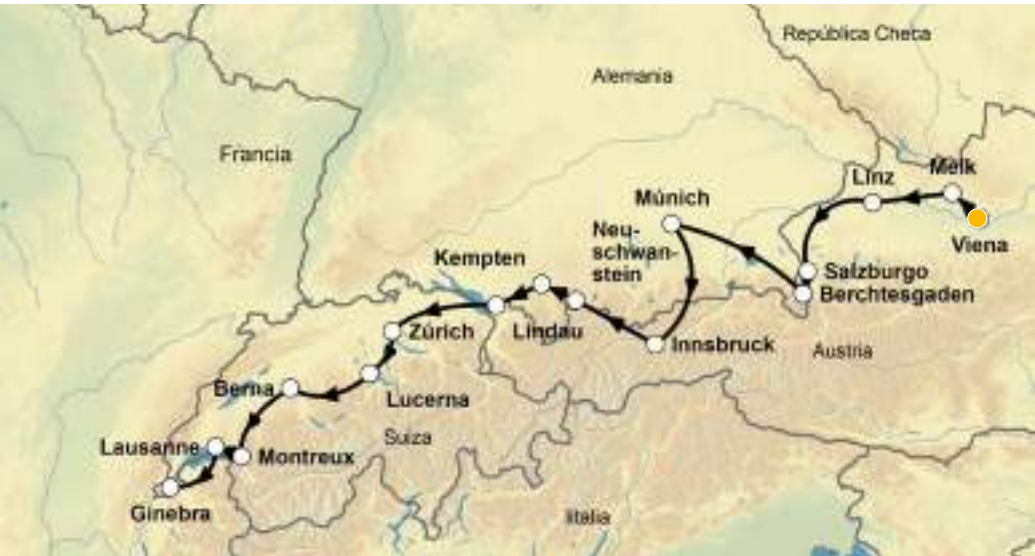 República Checa
Alemania
Francia
Melk
Linz
Múnich
Viena
Neu-
schwan-
stein
Kempten
Salzburgo
Berchtesgaden
Zúrich
Lindau
Innsbruck
Austria
Berna
Lucerna
Suiza
Lausanne
Montreux
Ginebra
Italia